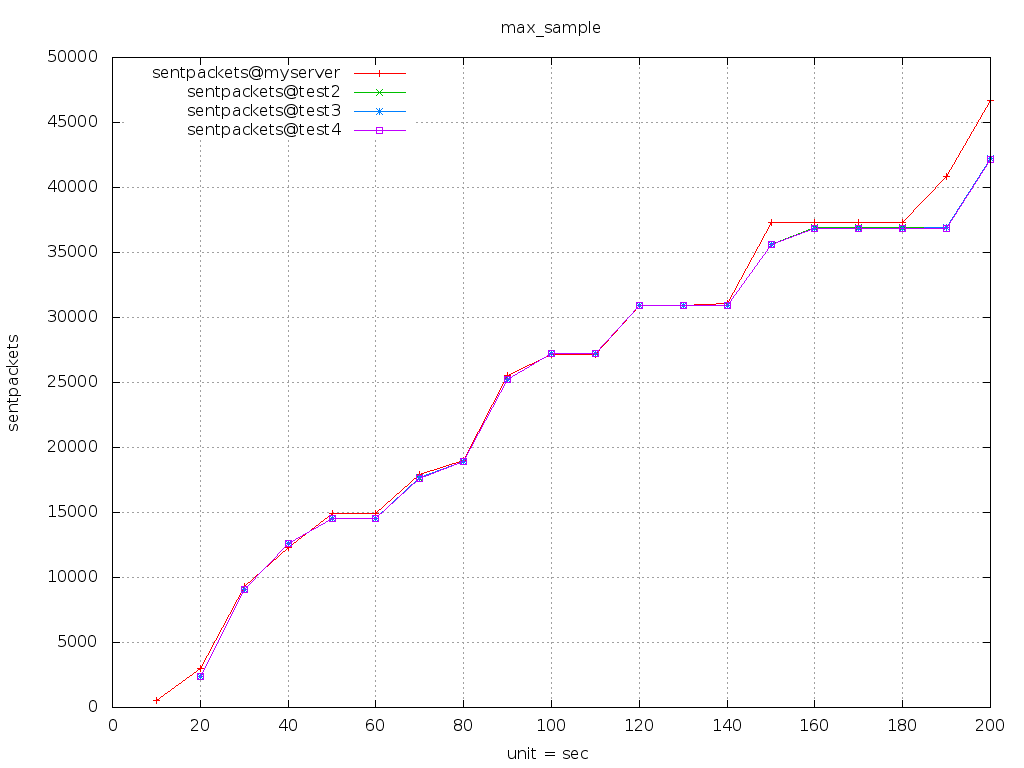 max_sample
50000
45000
40000
35000
30000
25000
20000
15000
10000
5000
0
sentpackets@myserver
sentpackets@test2
sentpackets@test3
sentpackets@test4
sentpackets
0 20 40 60 80 100 120 140 160 180 200
unit = sec